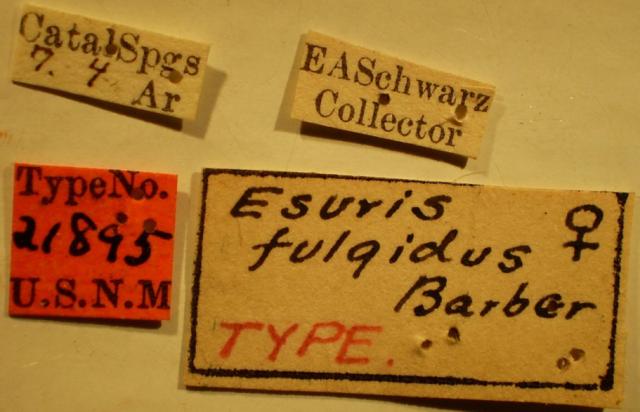 Catal Spgs
7. 4
Ar
EASchwarz
Collector
TypeNo.
21895
U.S.N.M
Esuris ♀
fulgidus
Barber
TYPE.